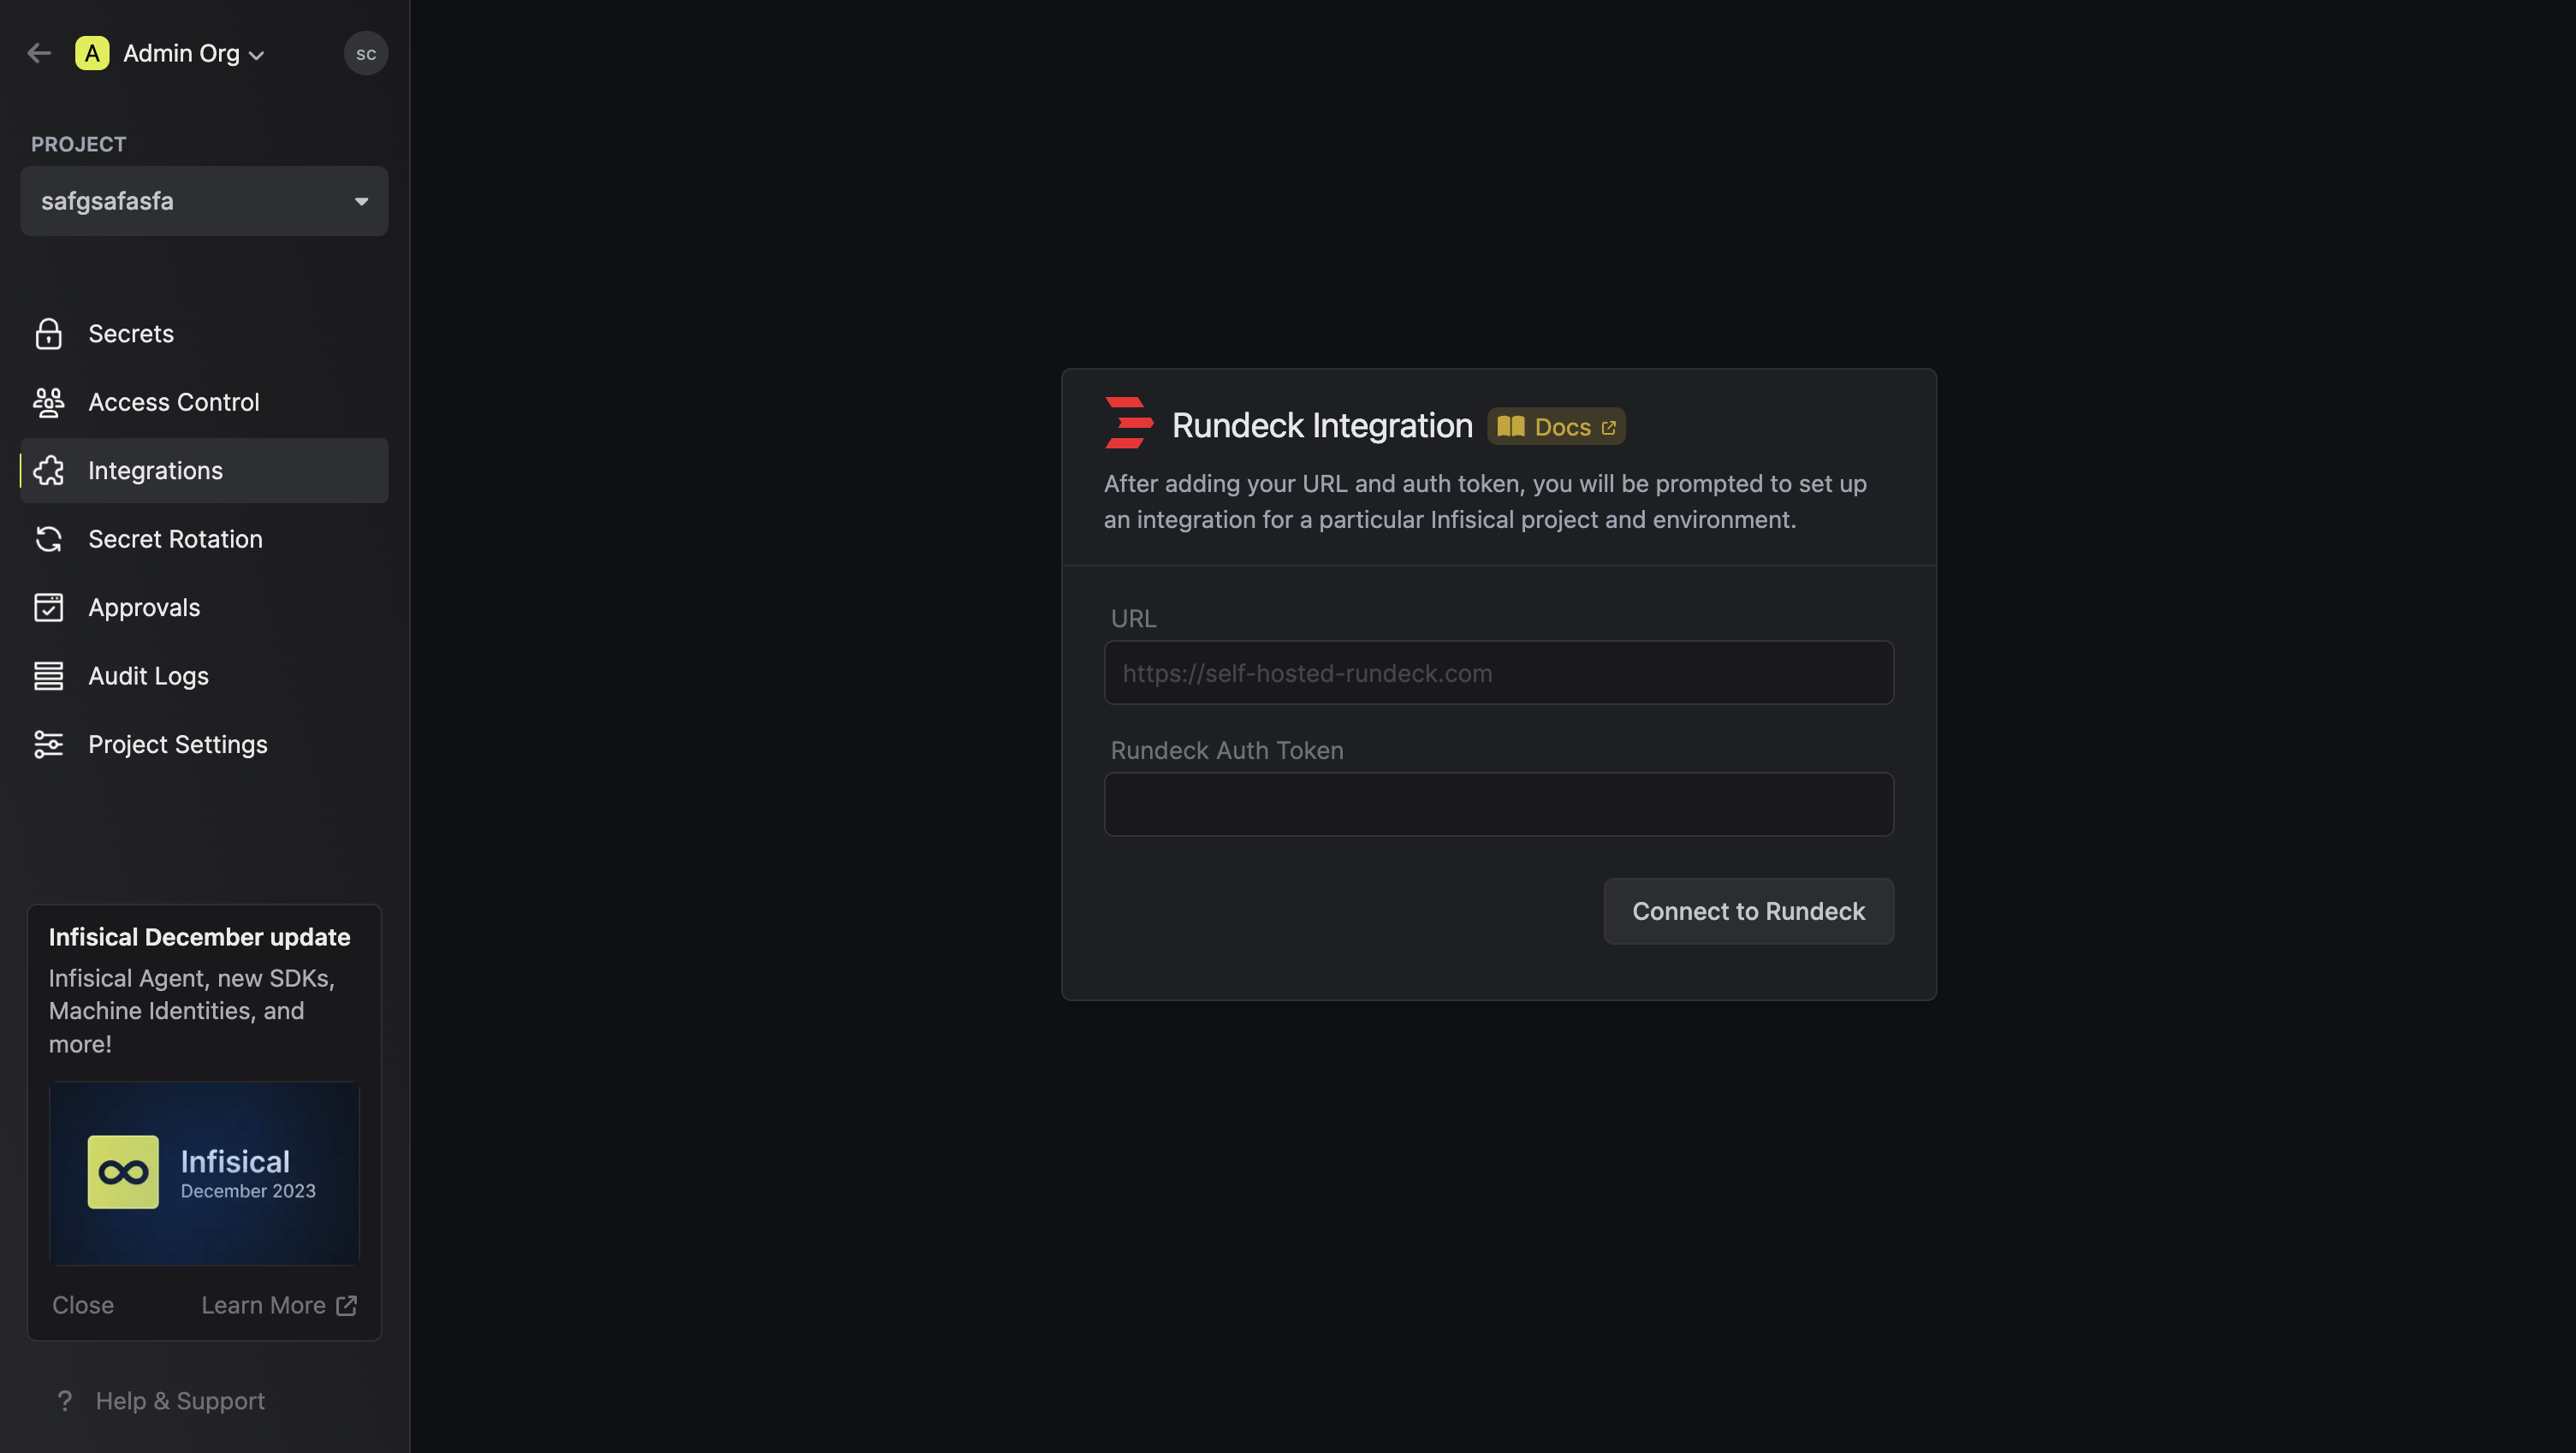 A Admin Org
SC
PROJECT
safgsafasfa
Secrets
Access Control
Integrations
Secret Rotation
Approvals
Audit Logs
Project Settings
Infisical December update
Infisical Agent, new SDKs,
Machine Identities, and
more!
Infisical
December 2023
Close
Learn More
? Help & Support
Rundeck Integration
Docs
After adding your URL and auth token, you will be prompted to set up
an integration for a particular Infisical project and environment.
URL
https://self-hosted-rundeck.com
Rundeck Auth Token
Connect to Rundeck